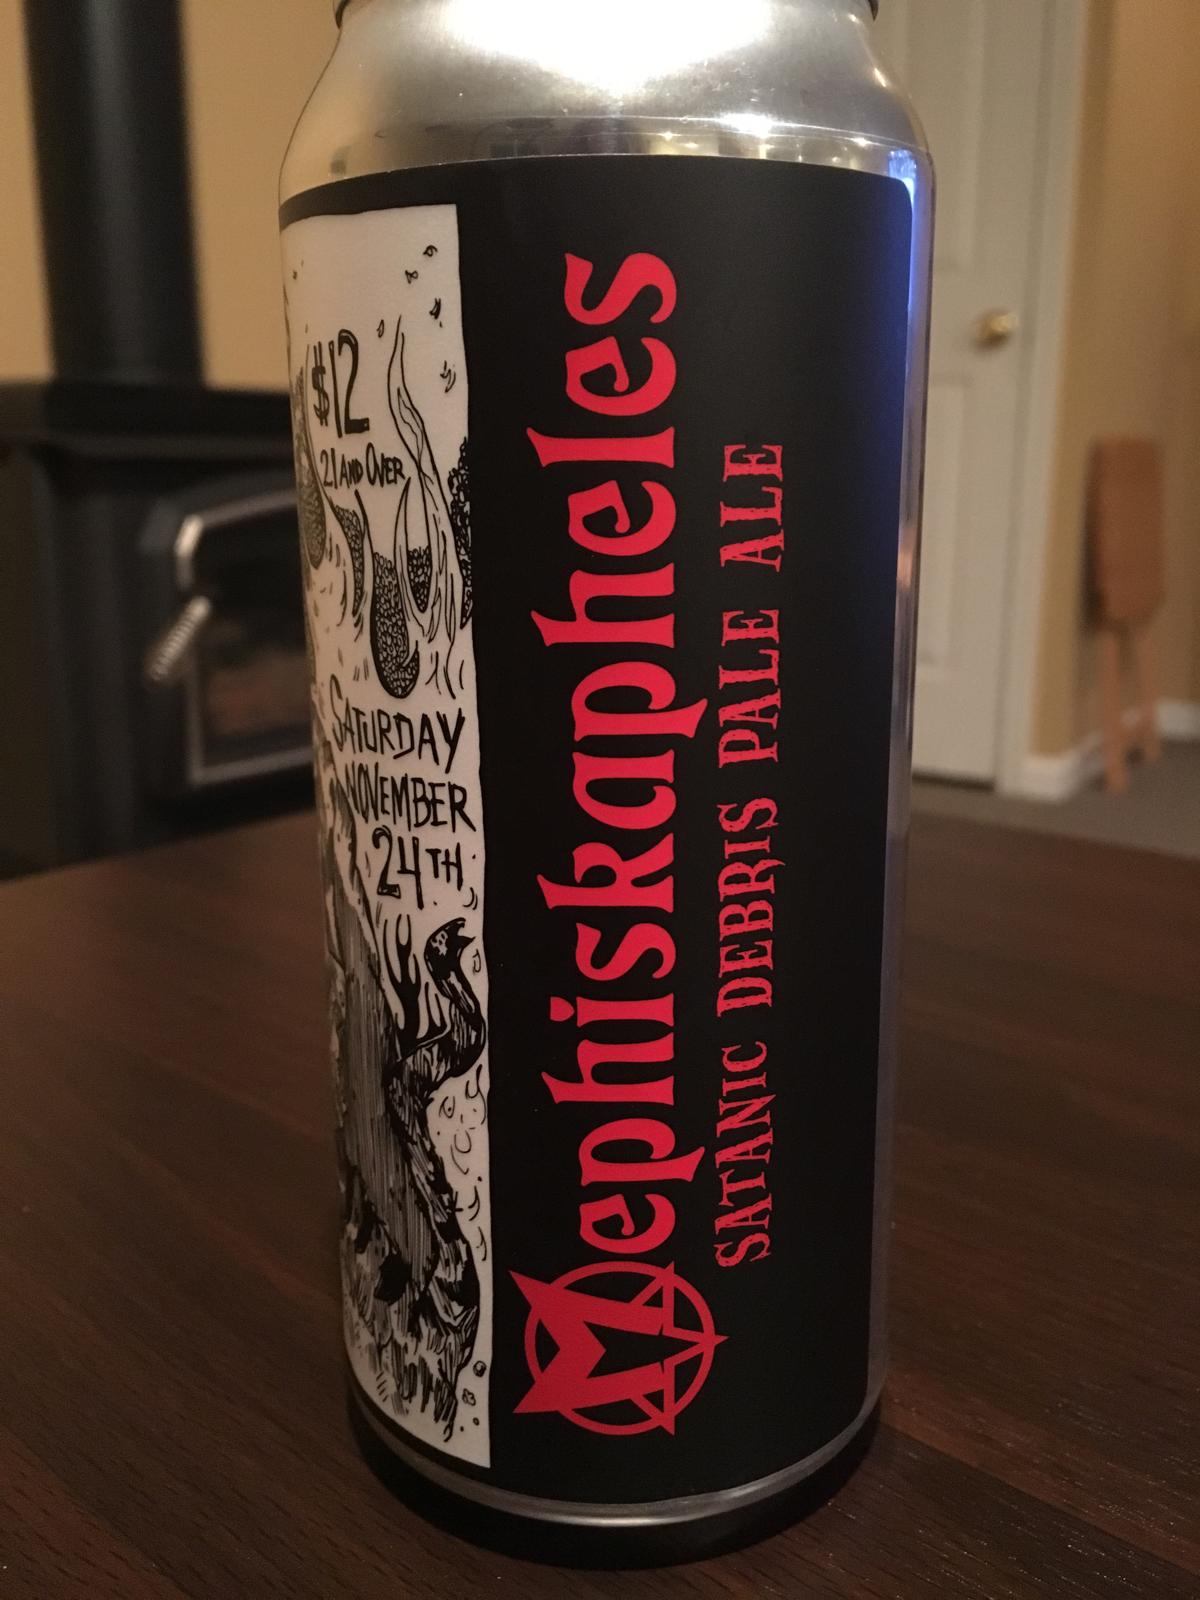 $12
21 AND OVER
SATURDAY
NOVEMBER
24TH
Mephiskapheles
SATANIC DEBRIS PALE ALE